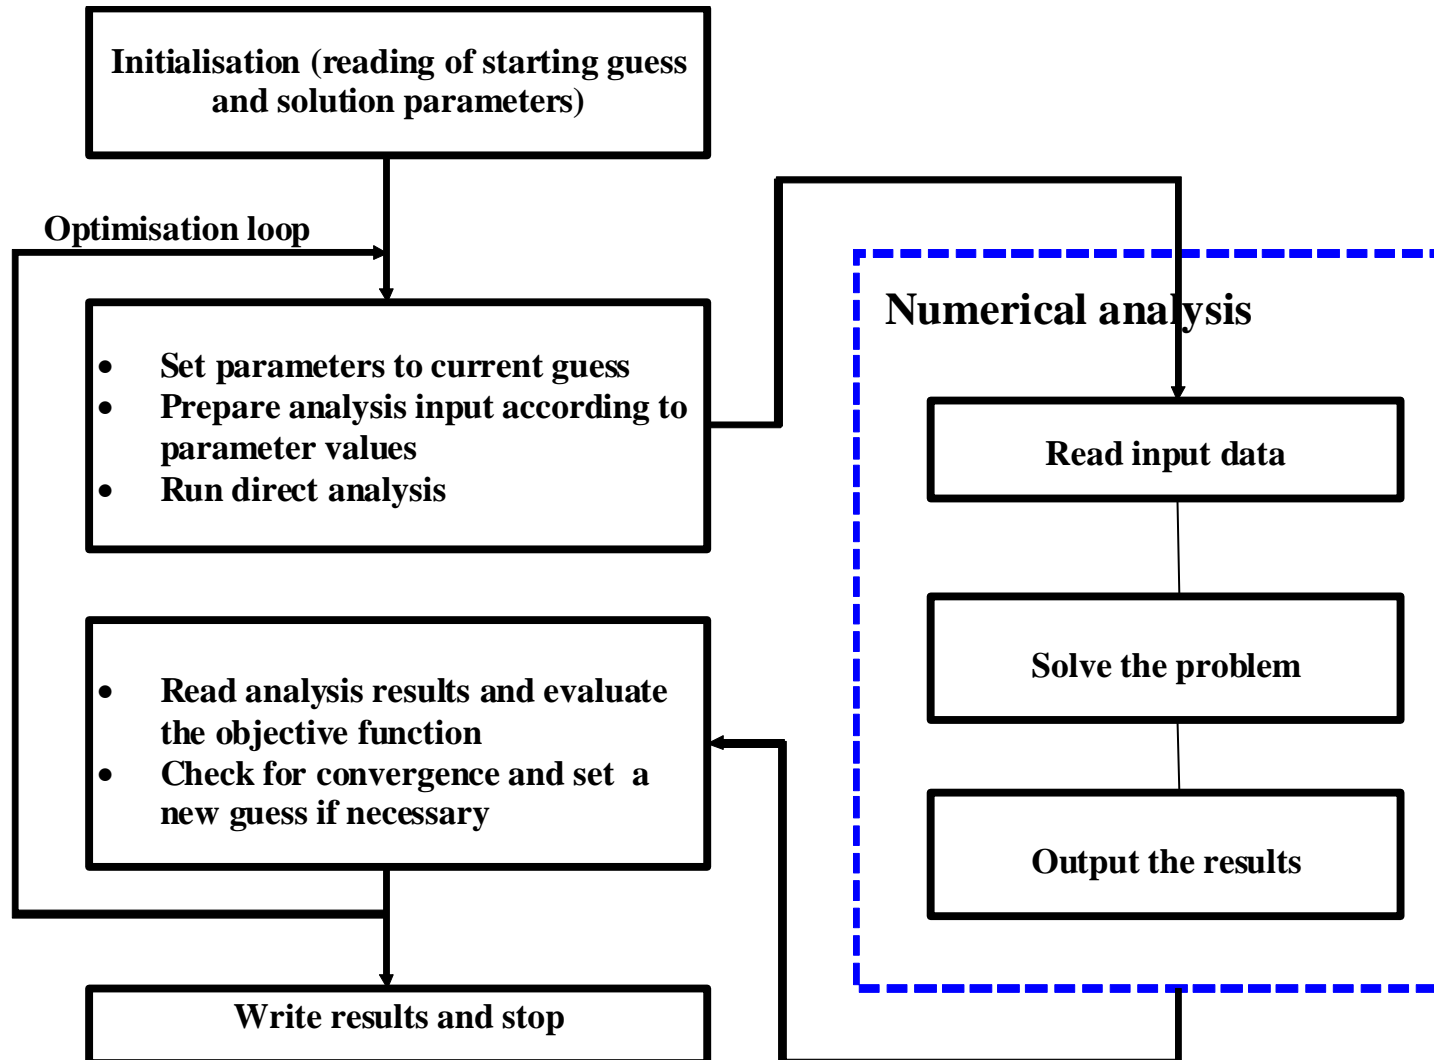 Initialisation (reading of starting guess
and solution parameters)
Optimisation loop
• Set parameters to current guess
• Prepare analysis input according to
parameter values
• Run direct analysis
• Read analysis results and evaluate
the objective function
• Check for convergence and set a
new guess if necessary
Write results and stop
Numerical analysis
Read input data
Solve the problem
Output the results